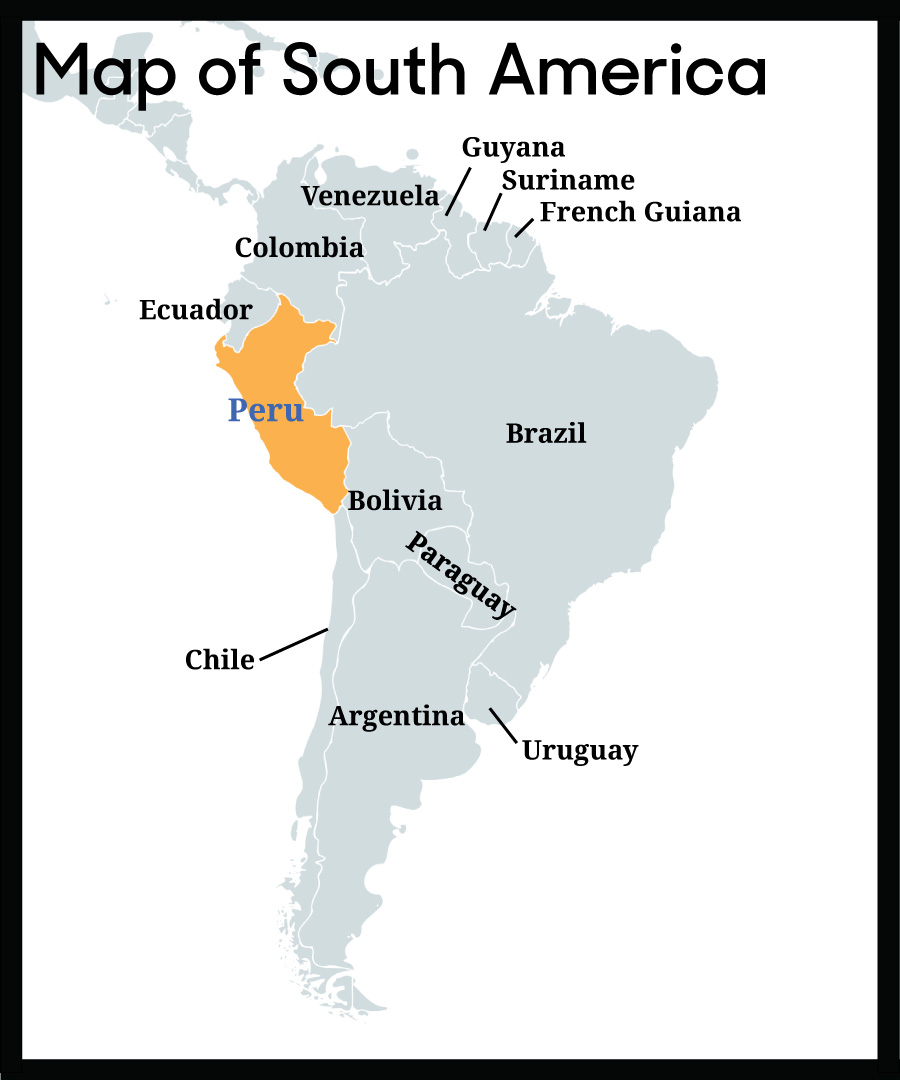 Map of South America
Guyana
Suriname
Venezuela
French Guiana
Colombia
Ecuador
Peru
Brazil
Bolivia
Paraguay
Chile
Argentina
Uruguay